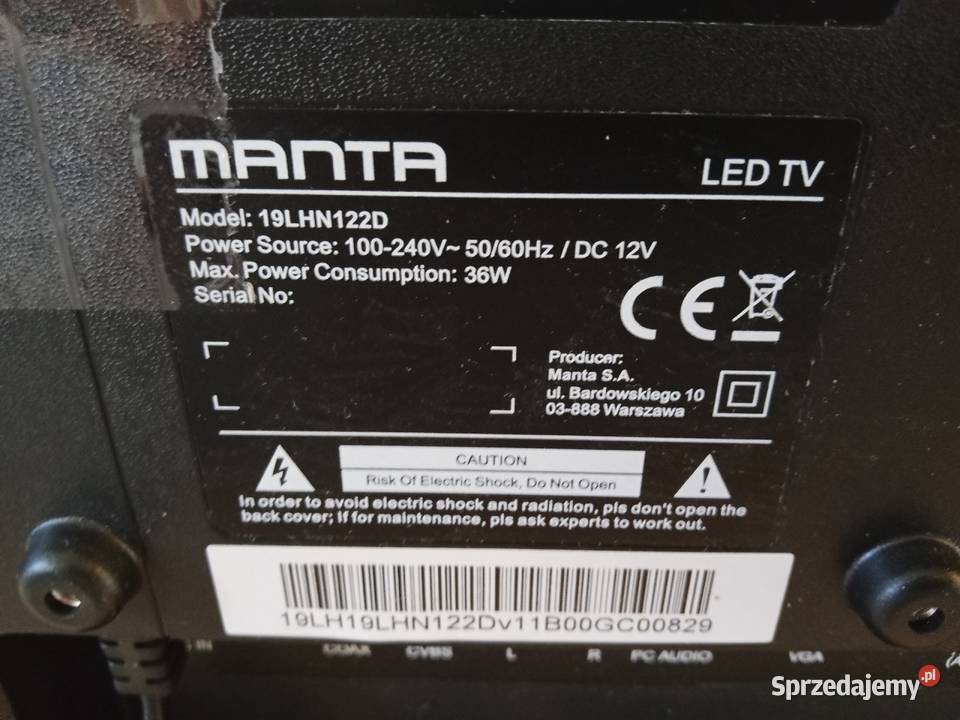 MANTA
LED TV
Model: 19LHN122D
Power Source: 100-240V~ 50/60Hz / DC 12V
Max. Power Consumption: 36W
Serial No:
CE
Producer:
Manta S.A.
ul. Bardowskiego 10
03-888 Warszawa
CAUTION
Risk Of Electric Shock, Do Not Open
In order to avoid electric shock and radiation, pls don't open the
back cover; if for maintenance, pls ask experts to work out.
19LH19LHN122Dv11B00GC00829
IN COAX CVBS L R PC AUDIO VGA
Sprzedajemy.pl